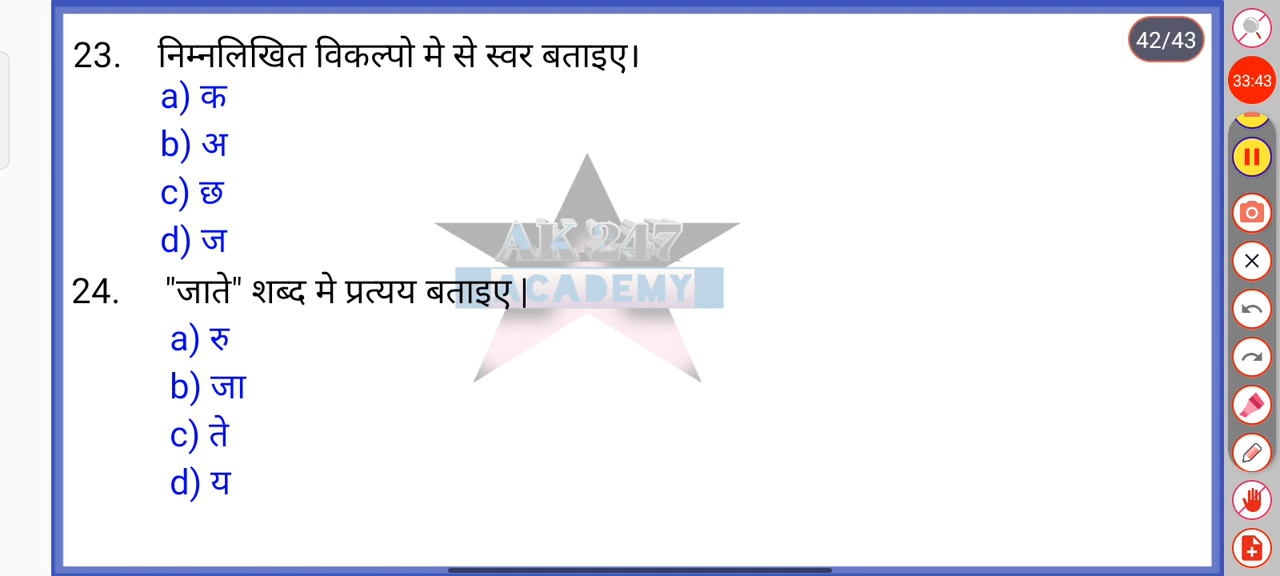 42/43
33:43
23. निम्नलिखित विकल्पो मे से स्वर बताइए।
a) क
b) अ
c) छ
d) ज
AK 247
ACADEMY
24. "जाते" शब्द मे प्रत्यय बताइए|
a) रु
b) जा
c) ते
d) य